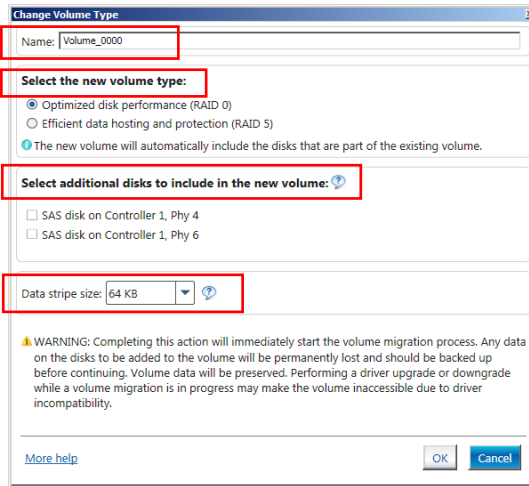 Change Volume Type
Name: Volume_0000
Select the new volume type:
Optimized disk performance (RAID 0)
Efficient data hosting and protection (RAID 5)
The new volume will automatically include the disks that are part of the existing volume.
Select additional disks to include in the new volume:
SAS disk on Controller 1, Phy 4
SAS disk on Controller 1, Phy 6
Data stripe size: 64 KB
WARNING: Completing this action will immediately start the volume migration process. Any data
on the disks to be added to the volume will be permanently lost and should be backed up
before continuing. Volume data will be preserved. Performing a driver upgrade or downgrade
while a volume migration is in progress may make the volume inaccessible due to driver
incompatibility.
More help
OK
Cancel